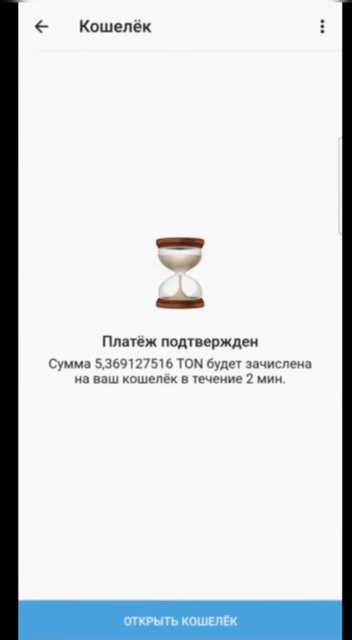 Кошелёк
Платёж подтвержден
Сумма 5,369127516 TON будет зачислена
на ваш кошелёк в течение 2 мин.
ОТКРЫТЬ КОШЕЛЁК